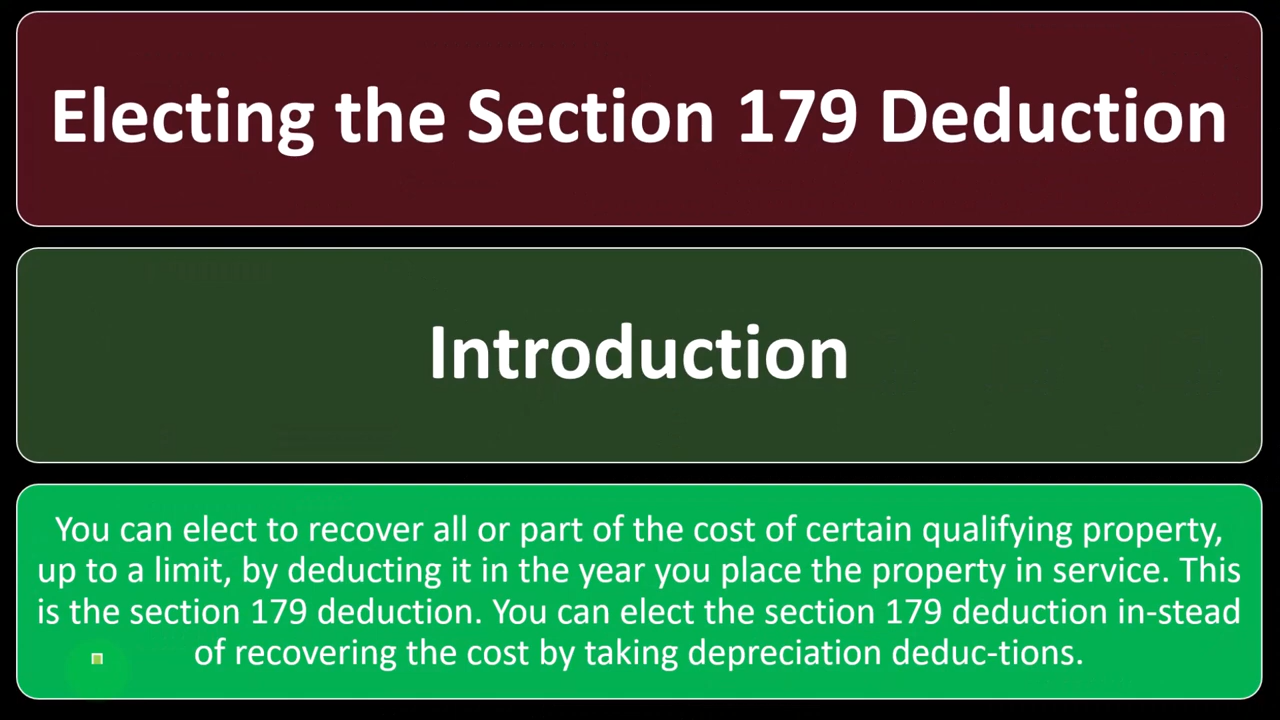 Electing the Section 179 Deduction
Introduction
You can elect to recover all or part of the cost of certain qualifying property,
up to a limit, by deducting it in the year you place the property in service. This
is the section 179 deduction. You can elect the section 179 deduction in-stead
of recovering the cost by taking depreciation deduc-tions.